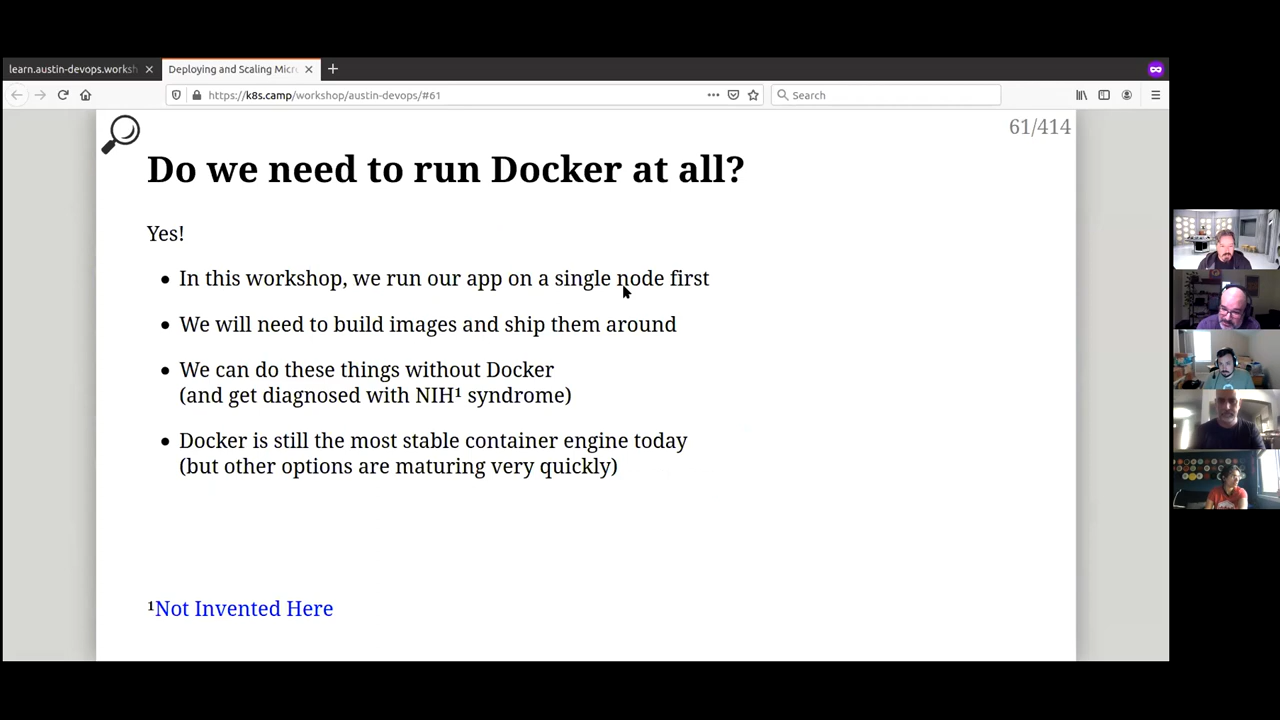 learn.austin-devops.worksh
Deploying and Scaling Micr
https://k8s.camp/workshop/austin-devops/#61
Search
61/414
Do we need to run Docker at all?
Yes!
• In this workshop, we run our app on a single node first
• We will need to build images and ship them around
• We can do these things without Docker
(and get diagnosed with NIH¹ syndrome)
• Docker is still the most stable container engine today
(but other options are maturing very quickly)
¹Not Invented Here